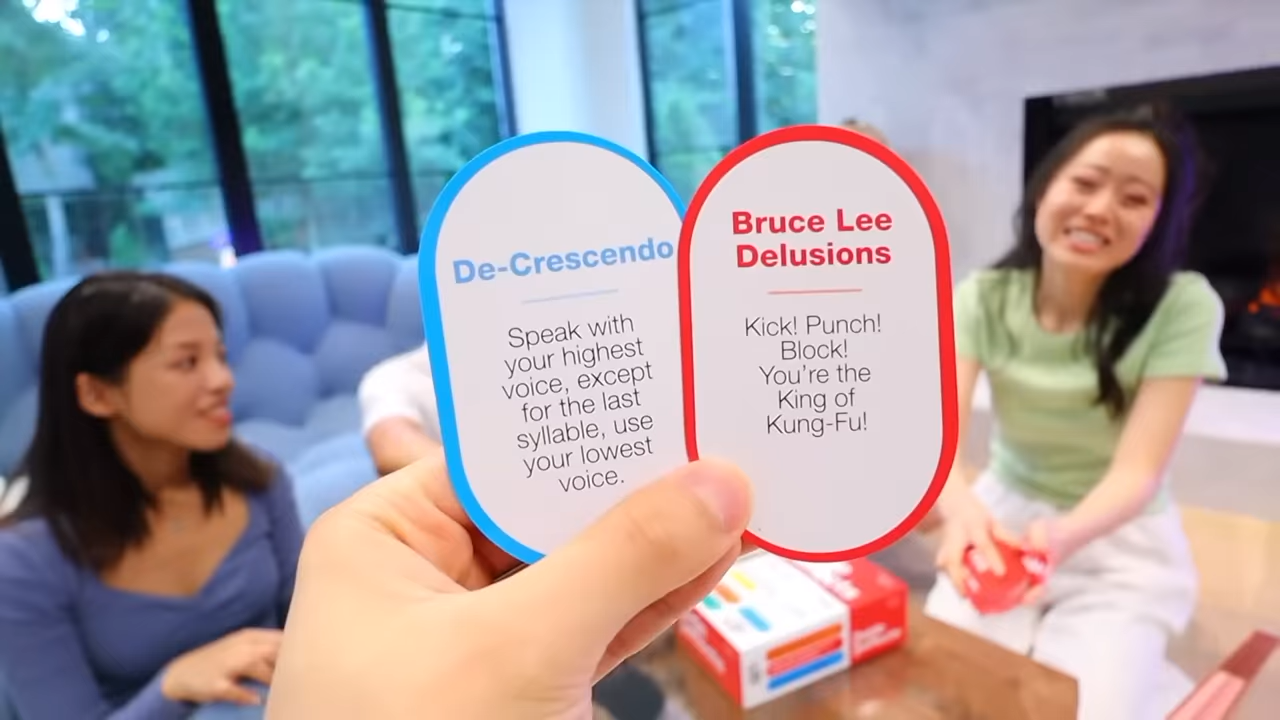 De-Crescendo
Speak with
your highest
voice, except
for the last
syllable, use
your lowest
voice.
Bruce Lee
Delusions
Kick! Punch!
Block!
You're the
King of
Kung-Fu!